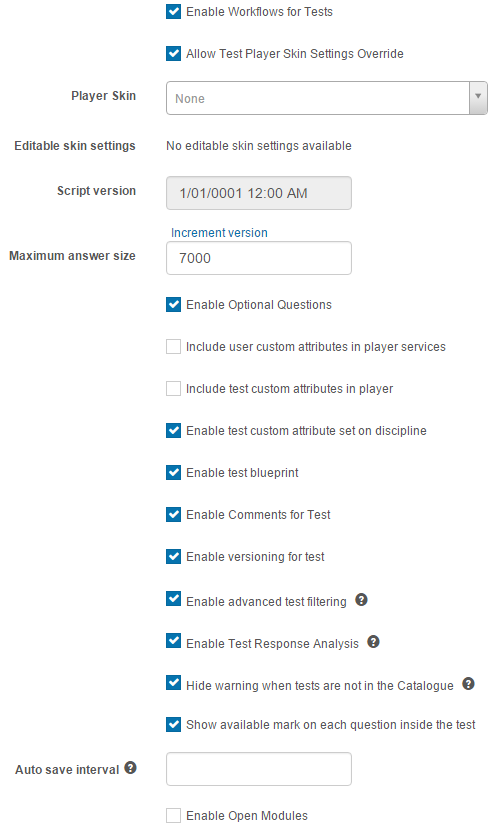 Enable Workflows for Tests
Allow Test Player Skin Settings Override
Player Skin None
Editable skin settings No editable skin settings available
Script version 1/01/0001 12:00 AM
Increment version
Maximum answer size 7000
Enable Optional Questions
Include user custom attributes in player services
Include test custom attributes in player
Enable test custom attribute set on discipline
Enable test blueprint
Enable Comments for Test
Enable versioning for test
Enable advanced test filtering ?
Enable Test Response Analysis ?
Hide warning when tests are not in the Catalogue ?
Show available mark on each question inside the test
Auto save interval ?
Enable Open Modules